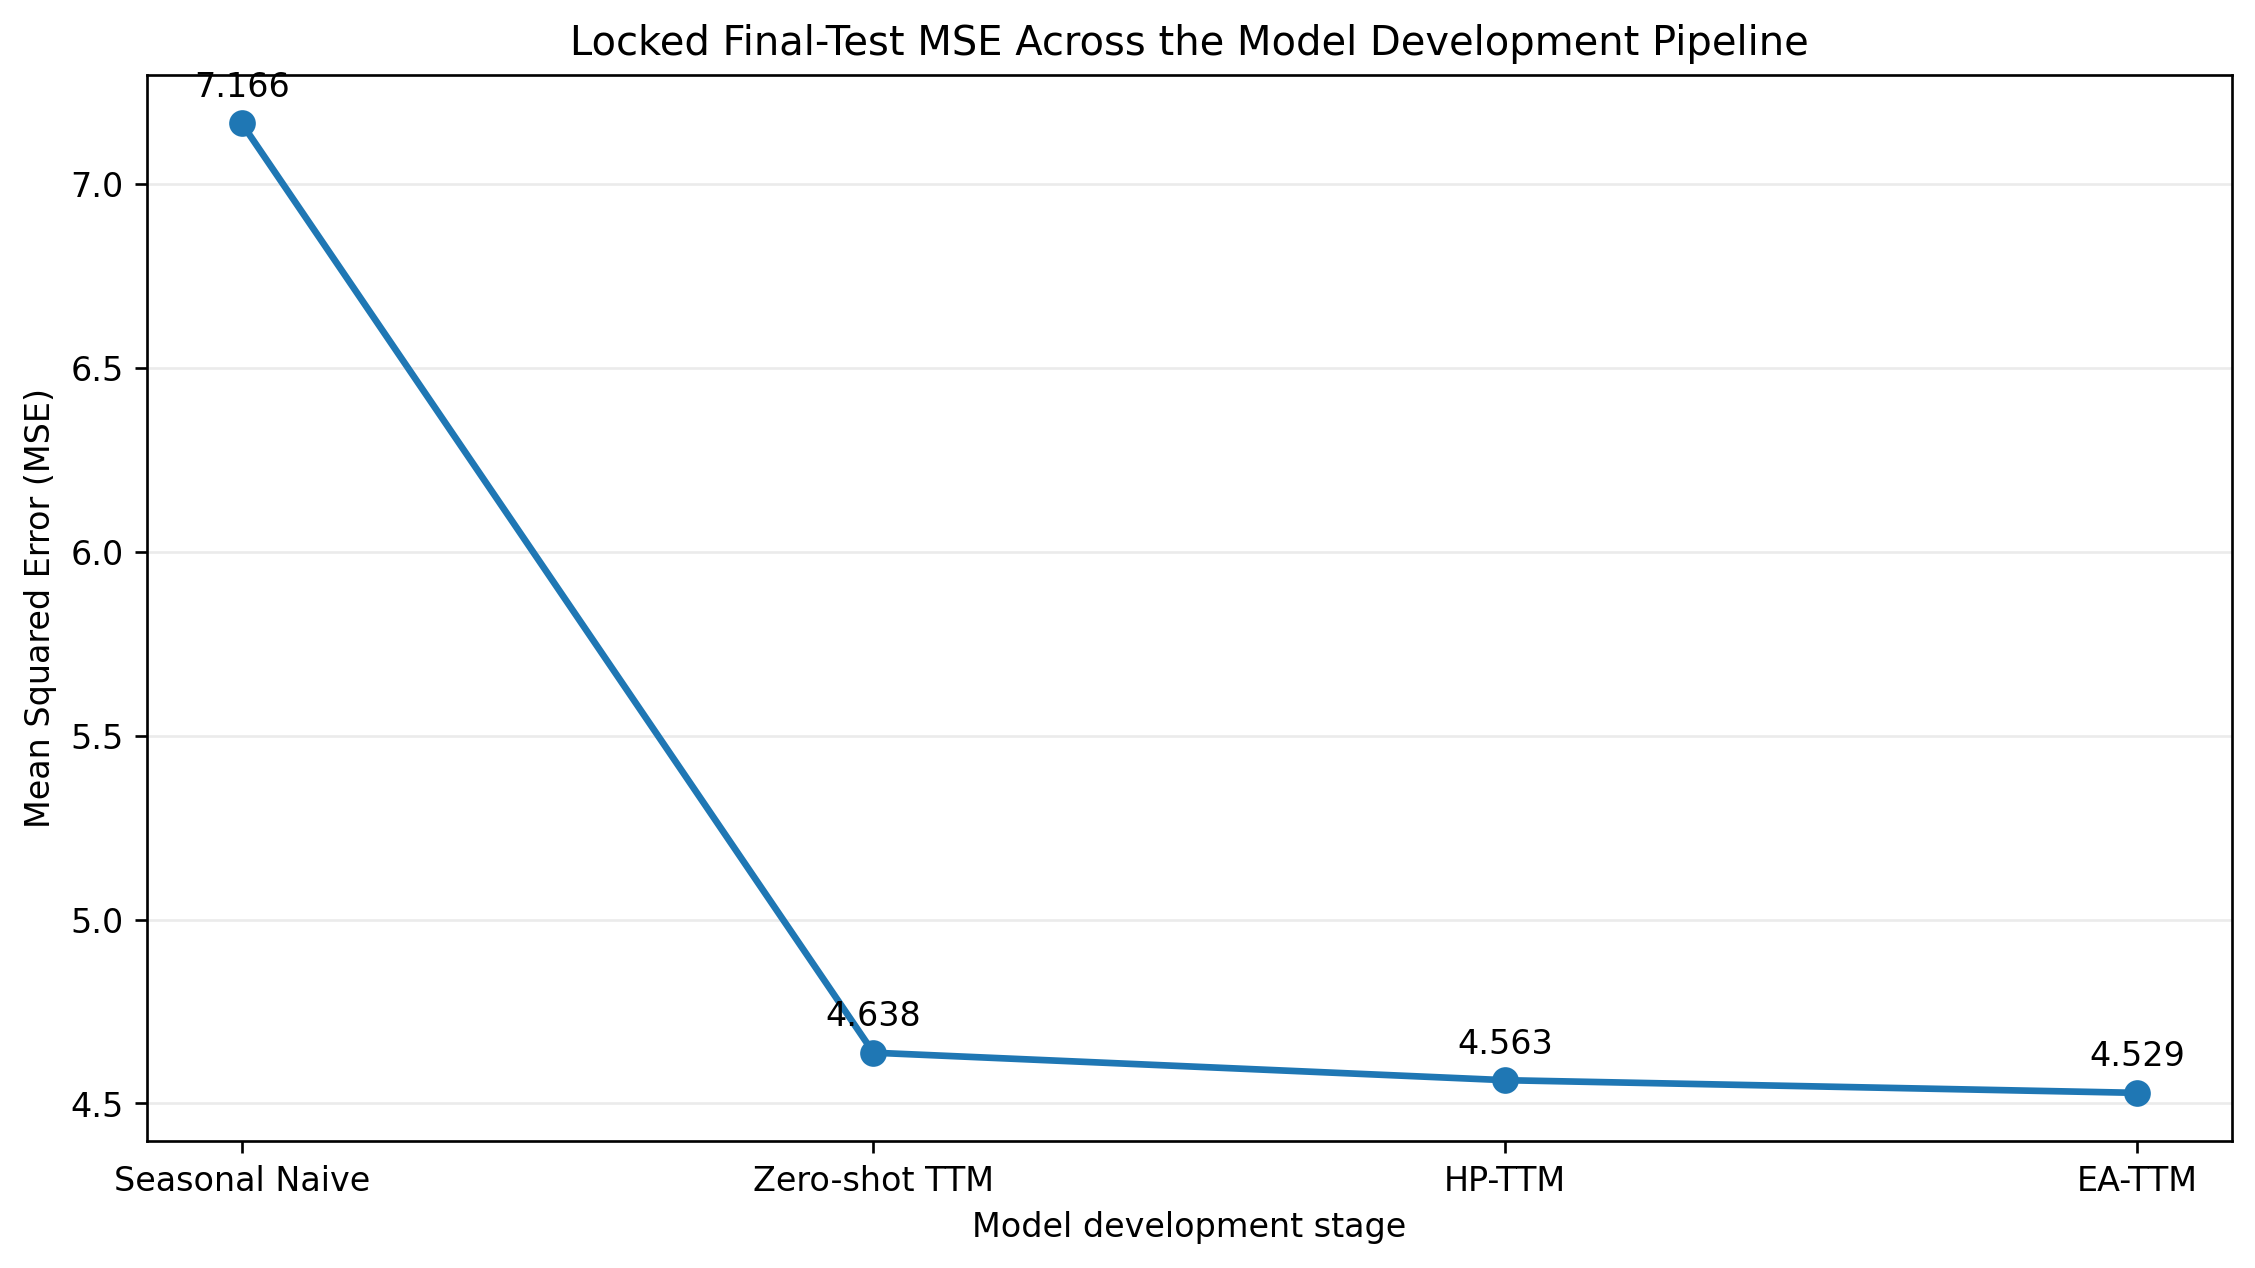 Locked Final-Test MSE Across the Model Development Pipeline
7.166
7.0
6.5
6.0
5.5
5.0
4.5
Mean Squared Error (MSE)
4.638
4.563
4.529
Seasonal Naive
Zero-shot TTM
HP-TTM
EA-TTM
Model development stage